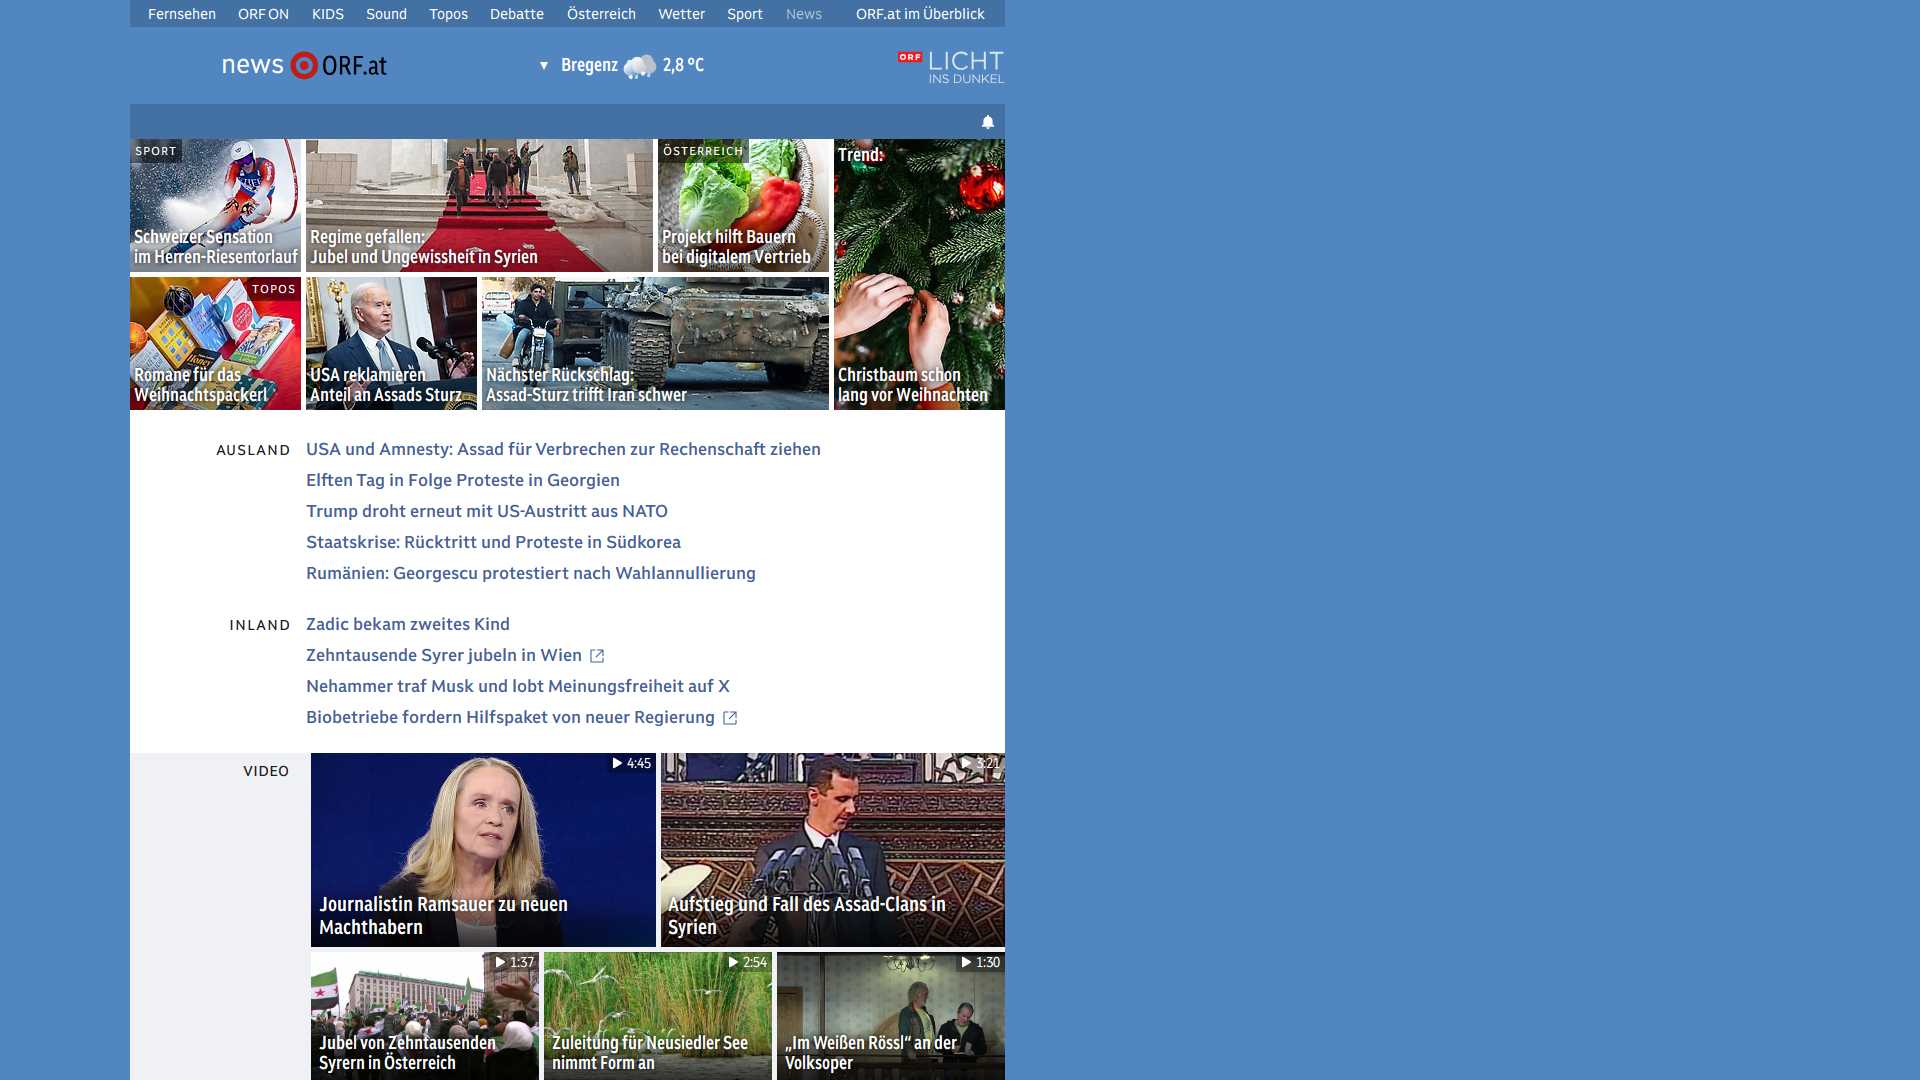 Fernsehen ORF ON KIDS Sound Topos Debatte Österreich Wetter Sport News ORF.at im Überblick
news ORF.at
▼ Bregenz 2,8 °C
ORF LICHT
INS DUNKEL
SPORT
Schweizer Sensation
im Herren-Riesentorlauf
Regime gefallen:
Jubel und Ungewissheit in Syrien
ÖSTERREICH
Projekt hilft Bauern
bei digitalem Vertrieb
Trend:
Christbaum schon
lang vor Weihnachten
TOPOS
Romane für das
Weihnachtspackerl
USA reklamieren
Anteil an Assads Sturz
Nächster Rückschlag:
Assad-Sturz trifft Iran schwer
AUSLAND
USA und Amnesty: Assad für Verbrechen zur Rechenschaft ziehen
Elften Tag in Folge Proteste in Georgien
Trump droht erneut mit US-Austritt aus NATO
Staatskrise: Rücktritt und Proteste in Südkorea
Rumänien: Georgescu protestiert nach Wahlannullierung
INLAND
Zadic bekam zweites Kind
Zehntausende Syrer jubeln in Wien
Nehammer traf Musk und lobt Meinungsfreiheit auf X
Biobetriebe fordern Hilfspaket von neuer Regierung
VIDEO
4:45
Journalistin Ramsauer zu neuen
Machthabern
3:21
Aufstieg und Fall des Assad-Clans in
Syrien
1:37
Jubel von Zehntausenden
Syrern in Österreich
2:54
Zuleitung für Neusiedler See
nimmt Form an
1:30
„Im Weißen Rössl“ an der
Volksoper